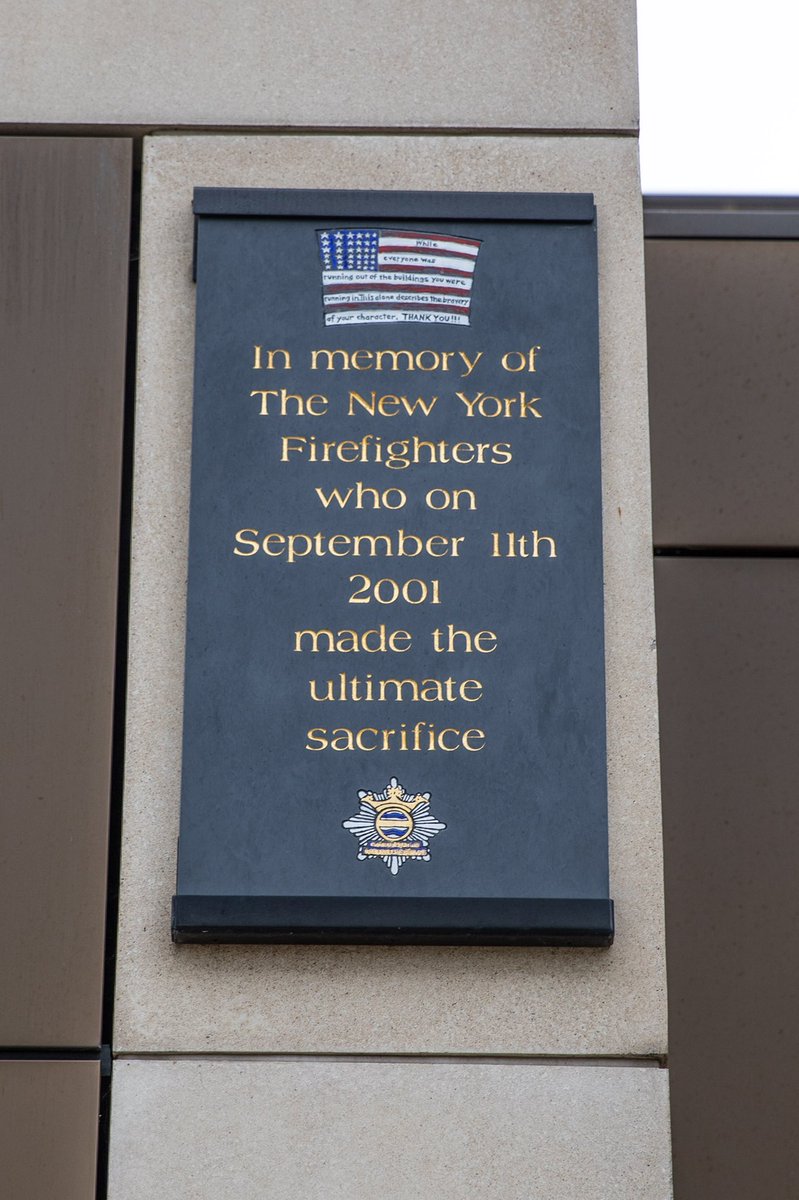 While
everyone was
running out of the buildings you were
running in.This alone describes the bravery
of your character. THANK YOU!!!
In memory of
The New York
Firefighters
who on
September 11th
2001
made the
ultimate
sacrifice